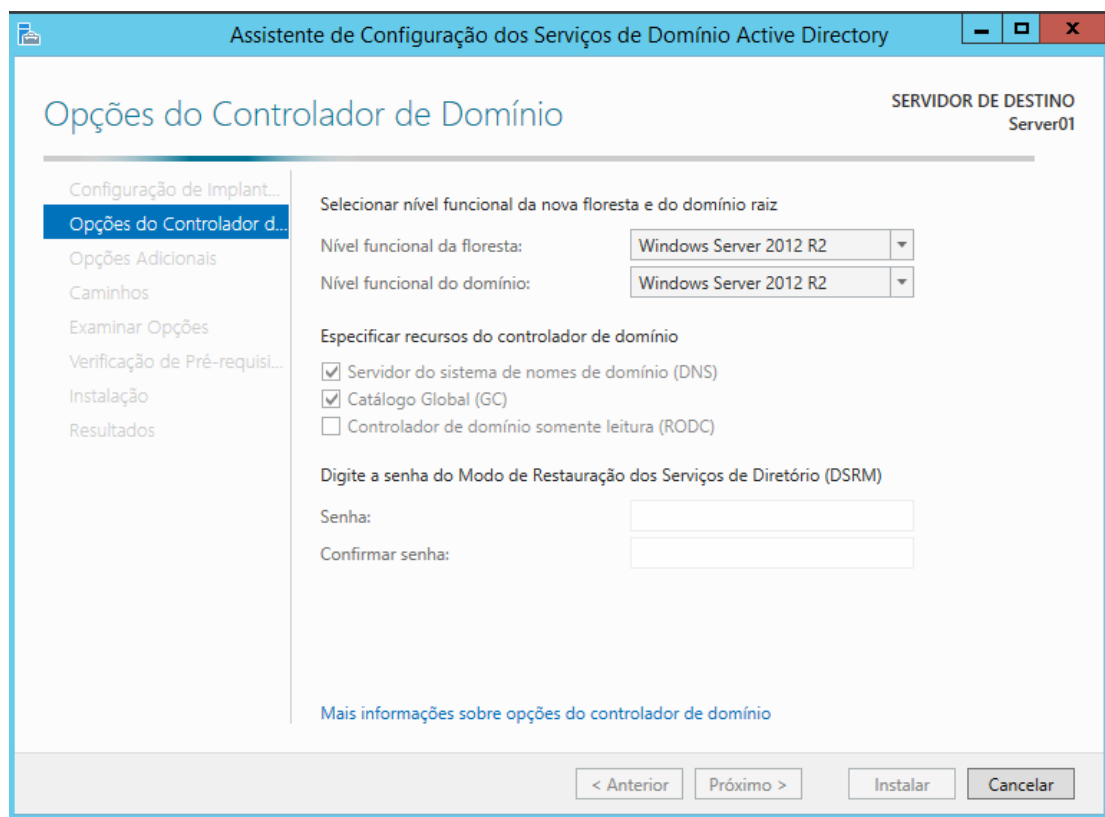 Assistente de Configuração dos Serviços de Domínio Active Directory
Opções do Controlador de Domínio
SERVIDOR DE DESTINO
Server01
Configuração de Implant...
Opções do Controlador d...
Opções Adicionais
Caminhos
Examinar Opções
Verificação de Pré-requisi...
Instalação
Resultados
Selecionar nível funcional da nova floresta e do domínio raiz
Nível funcional da floresta: Windows Server 2012 R2
Nível funcional do domínio: Windows Server 2012 R2
Especificar recursos do controlador de domínio
Servidor do sistema de nomes de domínio (DNS)
Catálogo Global (GC)
Controlador de domínio somente leitura (RODC)
Digite a senha do Modo de Restauração dos Serviços de Diretório (DSRM)
Senha:
Confirmar senha:
Mais informações sobre opções do controlador de domínio
< Anterior Próximo > Instalar Cancelar